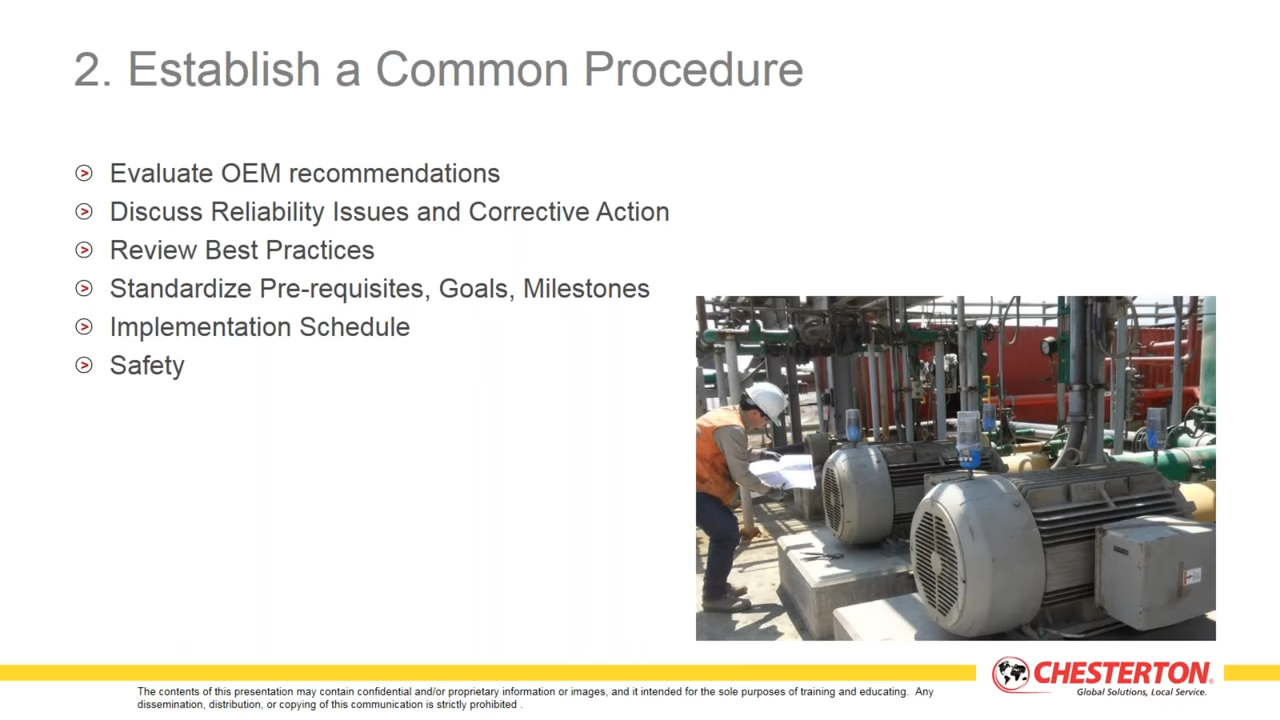 2. Establish a Common Procedure
Evaluate OEM recommendations
Discuss Reliability Issues and Corrective Action
Review Best Practices
Standardize Pre-requisites, Goals, Milestones
Implementation Schedule
Safety
CHESTERTON®
Global Solutions, Local Service.
The contents of this presentation may contain confidential and/or proprietary information or images, and it intended for the sole purposes of training and educating. Any
dissemination, distribution, or copying of this communication is strictly prohibited .